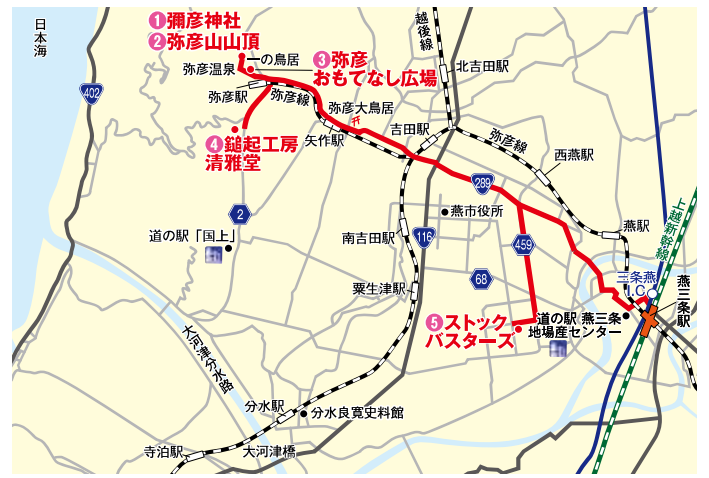 日本海
❶彌彦神社
❷弥彦山山頂
一の鳥居
❸弥彦
おもてなし広場
越後線
北吉田駅
弥彦温泉
弥彦駅
弥彦線
弥彦大鳥居
402
矢作駅
吉田駅
弥彦線
西燕駅
❹鎚起工房
清雅堂
289
2
燕市役所
上越新幹線
道の駅「国上」
南吉田駅
116
459
燕駅
68
三条燕
I.C
燕三条駅
粟生津駅
❺ストック
バスターズ
道の駅 燕三条
地場産センター
大河津分水路
分水駅
分水良寛史料館
寺泊駅
大河津橋